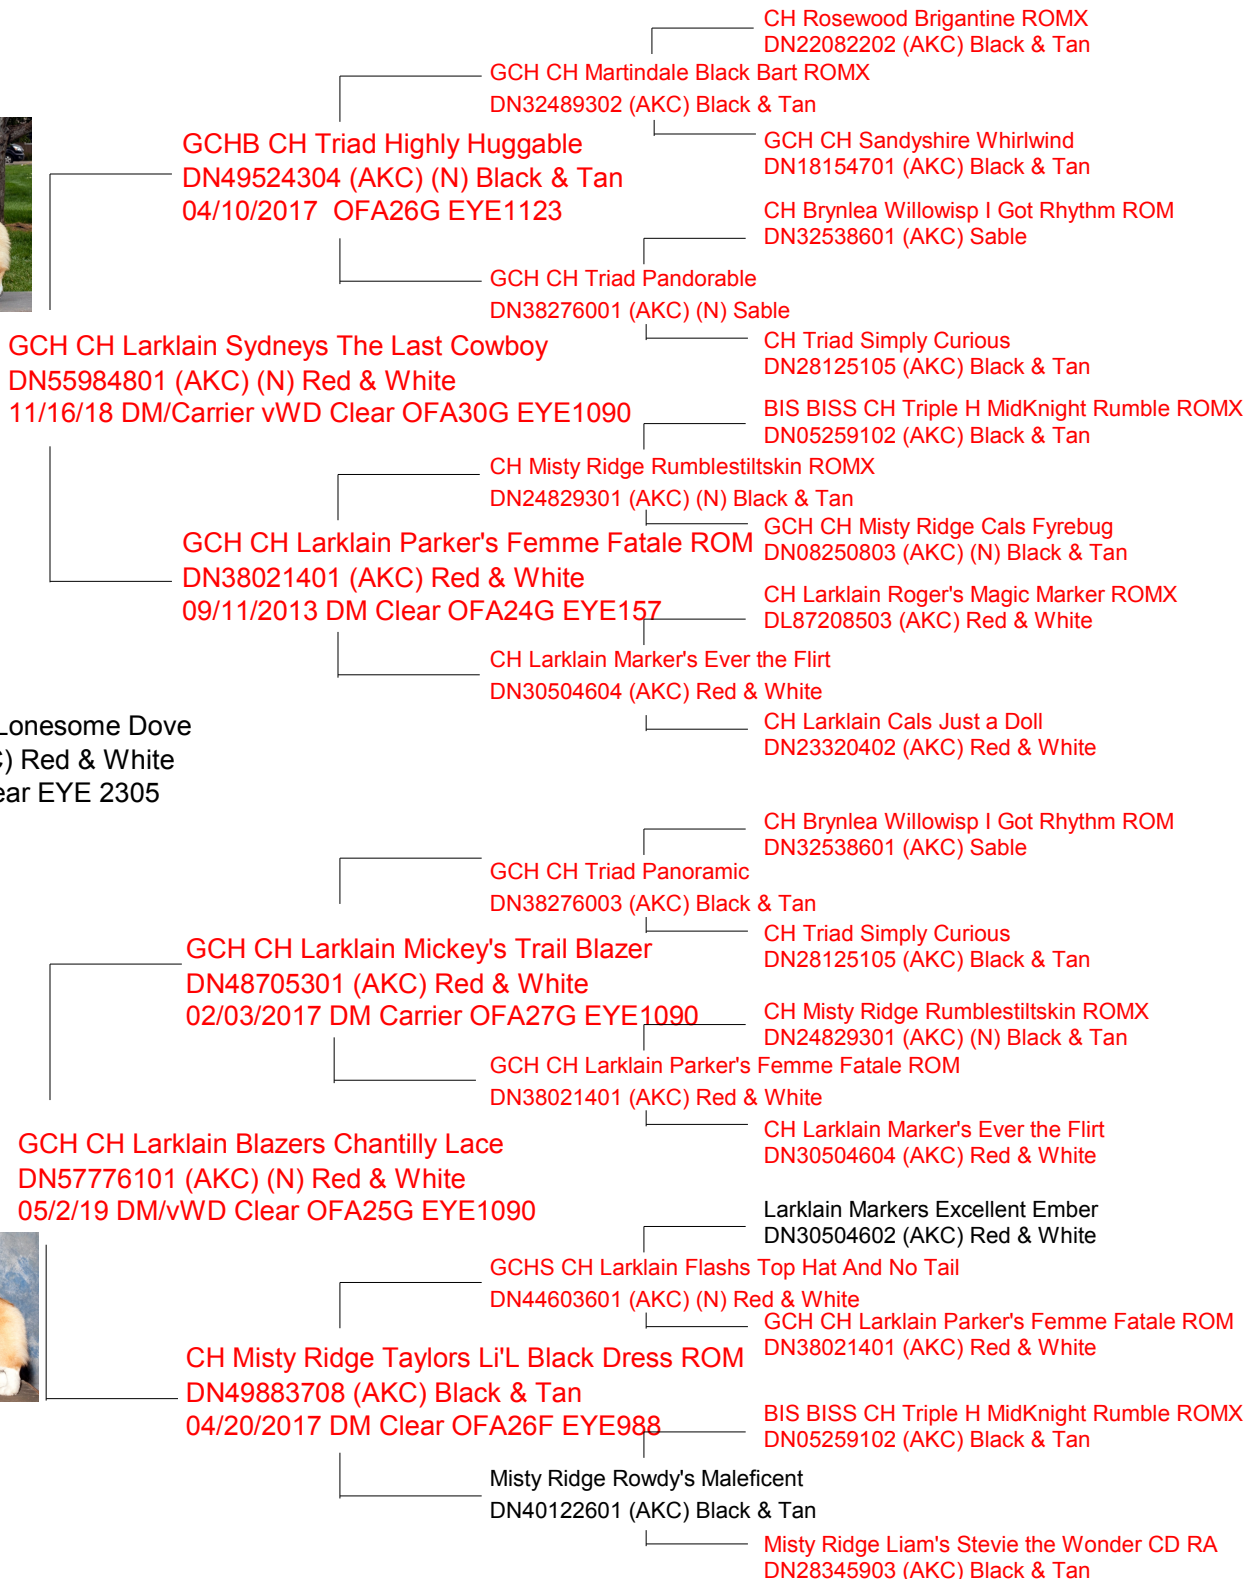 CH Rosewood Brigantine ROMX
DN22082202 (AKC) Black & Tan
GCH CH Martindale Black Bart ROMX
DN32489302 (AKC) Black & Tan
GCH CH Sandyshire Whirlwind
DN18154701 (AKC) Black & Tan
GCHB CH Triad Highly Huggable
DN49524304 (AKC) (N) Black & Tan
04/10/2017 OFA26G EYE1123
CH Brynlea Willowisp I Got Rhythm ROM
DN32538601 (AKC) Sable
GCH CH Triad Pandorable
DN38276001 (AKC) (N) Sable
CH Triad Simply Curious
DN28125105 (AKC) Black & Tan
GCH CH Larklain Sydneys The Last Cowboy
DN55984801 (AKC) (N) Red & White
11/16/18 DM/Carrier vWD Clear OFA30G EYE1090
BIS BISS CH Triple H MidKnight Rumble ROMX
DN05259102 (AKC) Black & Tan
CH Misty Ridge Rumblestiltskin ROMX
DN24829301 (AKC) (N) Black & Tan
GCH CH Misty Ridge Cals Fyrebug
DN08250803 (AKC) (N) Black & Tan
GCH CH Larklain Parker's Femme Fatale ROM
DN38021401 (AKC) Red & White
09/11/2013 DM Clear OFA24G EYE157
CH Larklain Roger's Magic Marker ROMX
DL87208503 (AKC) Red & White
CH Larklain Marker's Ever the Flirt
DN30504604 (AKC) Red & White
CH Larklain Cals Just a Doll
DN23320402 (AKC) Red & White
Lonesome Dove
) Red & White
ear EYE 2305
CH Brynlea Willowisp I Got Rhythm ROM
DN32538601 (AKC) Sable
GCH CH Triad Panoramic
DN38276003 (AKC) Black & Tan
CH Triad Simply Curious
DN28125105 (AKC) Black & Tan
GCH CH Larklain Mickey's Trail Blazer
DN48705301 (AKC) Red & White
02/03/2017 DM Carrier OFA27G EYE1090
CH Misty Ridge Rumblestiltskin ROMX
DN24829301 (AKC) (N) Black & Tan
GCH CH Larklain Parker's Femme Fatale ROM
DN38021401 (AKC) Red & White
CH Larklain Marker's Ever the Flirt
DN30504604 (AKC) Red & White
GCH CH Larklain Blazers Chantilly Lace
DN57776101 (AKC) (N) Red & White
05/2/19 DM/vWD Clear OFA25G EYE1090
Larklain Markers Excellent Ember
DN30504602 (AKC) Red & White
GCHS CH Larklain Flashs Top Hat And No Tail
DN44603601 (AKC) (N) Red & White
GCH CH Larklain Parker's Femme Fatale ROM
DN38021401 (AKC) Red & White
CH Misty Ridge Taylors Li'L Black Dress ROM
DN49883708 (AKC) Black & Tan
04/20/2017 DM Clear OFA26F EYE988
BIS BISS CH Triple H MidKnight Rumble ROMX
DN05259102 (AKC) Black & Tan
Misty Ridge Rowdy's Maleficent
DN40122601 (AKC) Black & Tan
Misty Ridge Liam's Stevie the Wonder CD RA
DN28345903 (AKC) Black & Tan